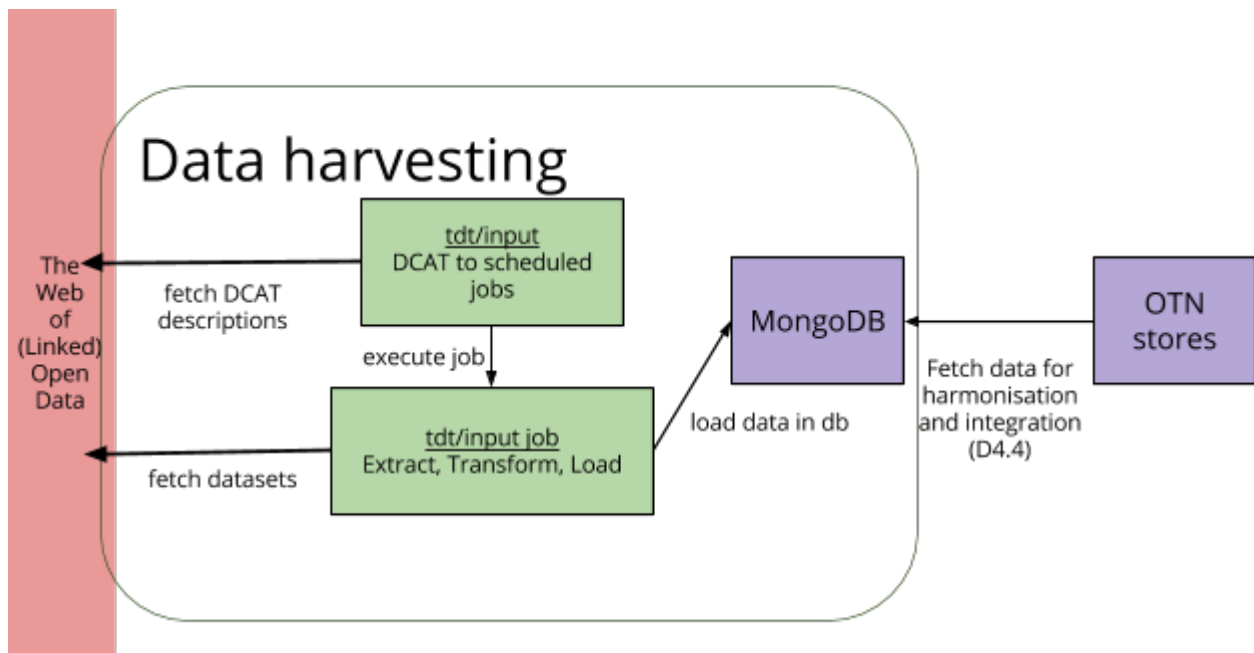 Data harvesting
The
Web
of
(Linked)
Open
Data
tdt/input
DCAT to scheduled
jobs
fetch DCAT
descriptions
execute job
tdt/input job
Extract, Transform, Load
fetch datasets
load data in db
MongoDB
OTN
stores
Fetch data for
harmonisation
and integration
(D4.4)